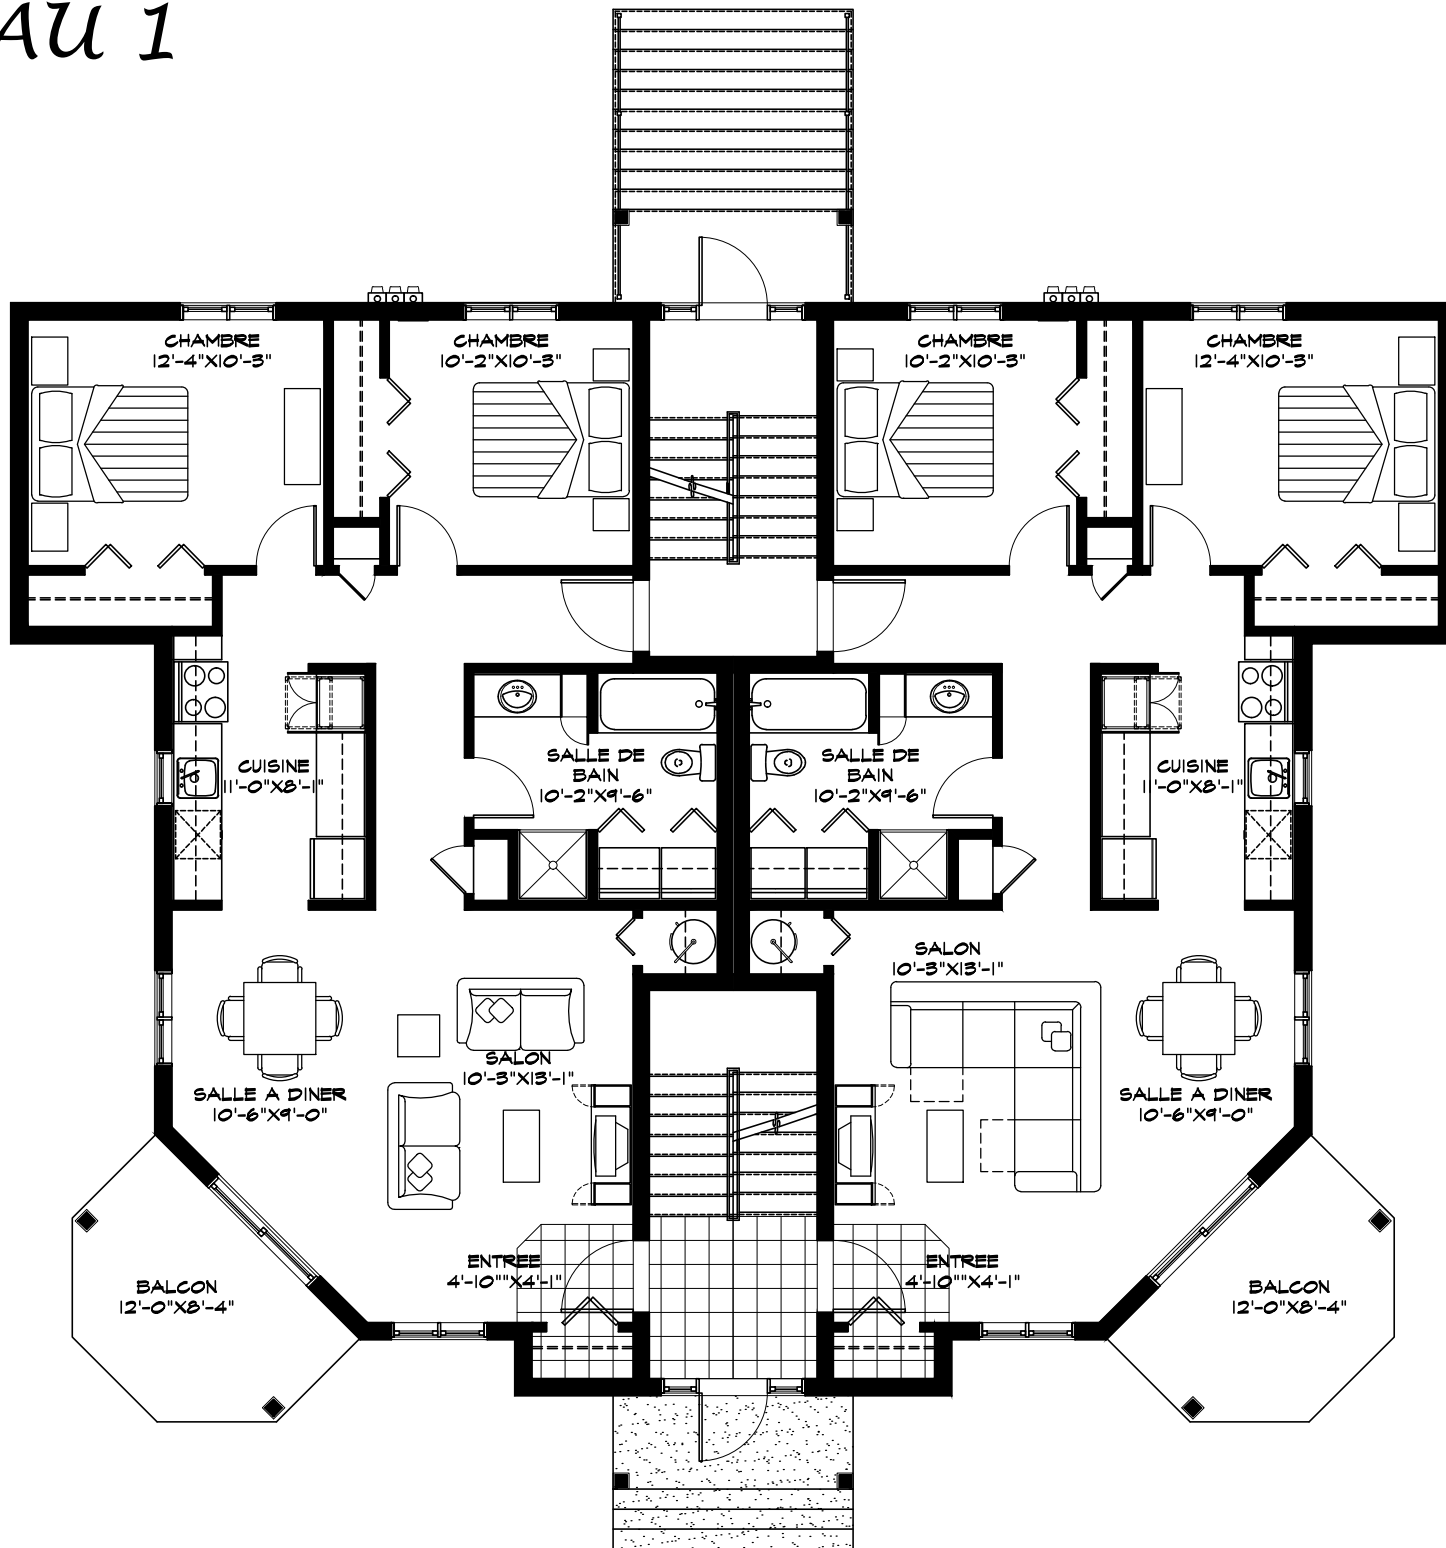 AU 1
CHAMBRE
12'-4"X10'-3"
CHAMBRE
10'-2"X10'-3"
CHAMBRE
10'-2"X10'-3"
CHAMBRE
12'-4"X10'-3"
CUISINE
11'-0"X8'-1"
SALLE DE
BAIN
10'-2"X9'-6"
SALLE DE
BAIN
10'-2"X9'-6"
CUISINE
11'-0"X8'-1"
SALON
10'-3"X13'-1"
SALON
10'-3"X13'-1"
SALLE A DINER
10'-6"X9'-0"
SALLE A DINER
10'-6"X9'-0"
ENTREE
4'-10""X4'-1"
ENTREE
4'-10""X4'-1"
BALCON
12'-0"X8'-4"
BALCON
12'-0"X8'-4"